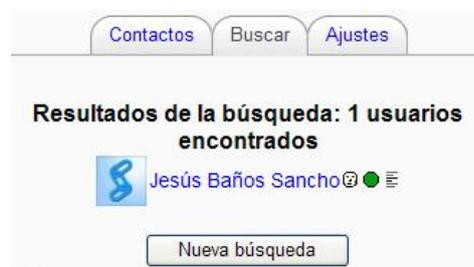 Contactos Buscar Ajustes
Resultados de la búsqueda: 1 usuarios
encontrados
Jesús Baños Sancho
Nueva búsqueda